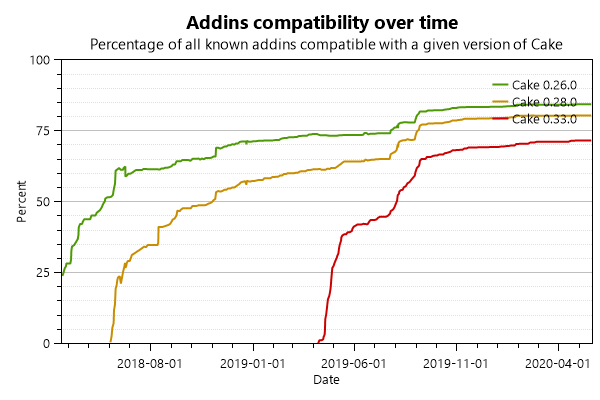 Addins compatibility over time
Percentage of all known addins compatible with a given version of Cake
100
Cake 0.26.0
Cake 0.28.0
Cake 0.33.0
75
Percent
50
25
0
2018-08-01 2019-01-01 2019-06-01 2019-11-01 2020-04-01
Date